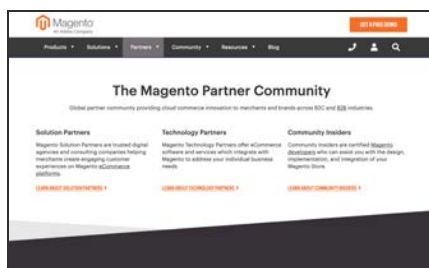 Magento
An Adobe Company
GET A FREE DEMO
Products
Solutions
Partners
Community
Resources
Blog
The Magento Partner Community
Global partner community providing cloud commerce innovation to merchants and brands across B2C and B2B industries.
Solution Partners
Magento Solution Partners are trusted digital
agencies and consulting companies helping
merchants create engaging customer
experiences on Magento eCommerce
platforms.
LEARN ABOUT SOLUTION PARTNERS >
Technology Partners
Magento Technology Partners offer eCommerce
software and services which integrate with
Magento to address your individual business
needs.
LEARN ABOUT TECHNOLOGY PARTNERS >
Community Insiders
Community Insiders are certified Magento
developers who can assist you with the design,
implementation, and integration of your
Magento Store.
LEARN ABOUT COMMUNITY INSIDERS >